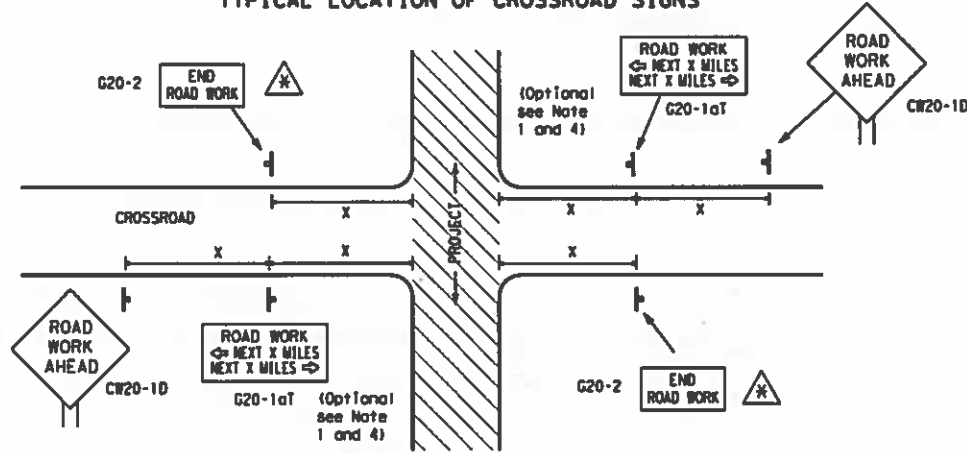 TYPICAL LOCATION OF CROSSROAD SIGNS
G20-2
END
ROAD WORK
*
(Optional
see Note
1 and 4)
ROAD WORK
⇦ NEXT X MILES
NEXT X MILES ⇨
G20-1aT
ROAD
WORK
AHEAD
CW20-1D
CROSSROAD
X
X
X
PROJECT
X
X
X
ROAD
WORK
AHEAD
CW20-1D
ROAD WORK
⇦ NEXT X MILES
NEXT X MILES ⇨
G20-1aT
(Optional
see Note
1 and 4)
G20-2
END
ROAD WORK
*